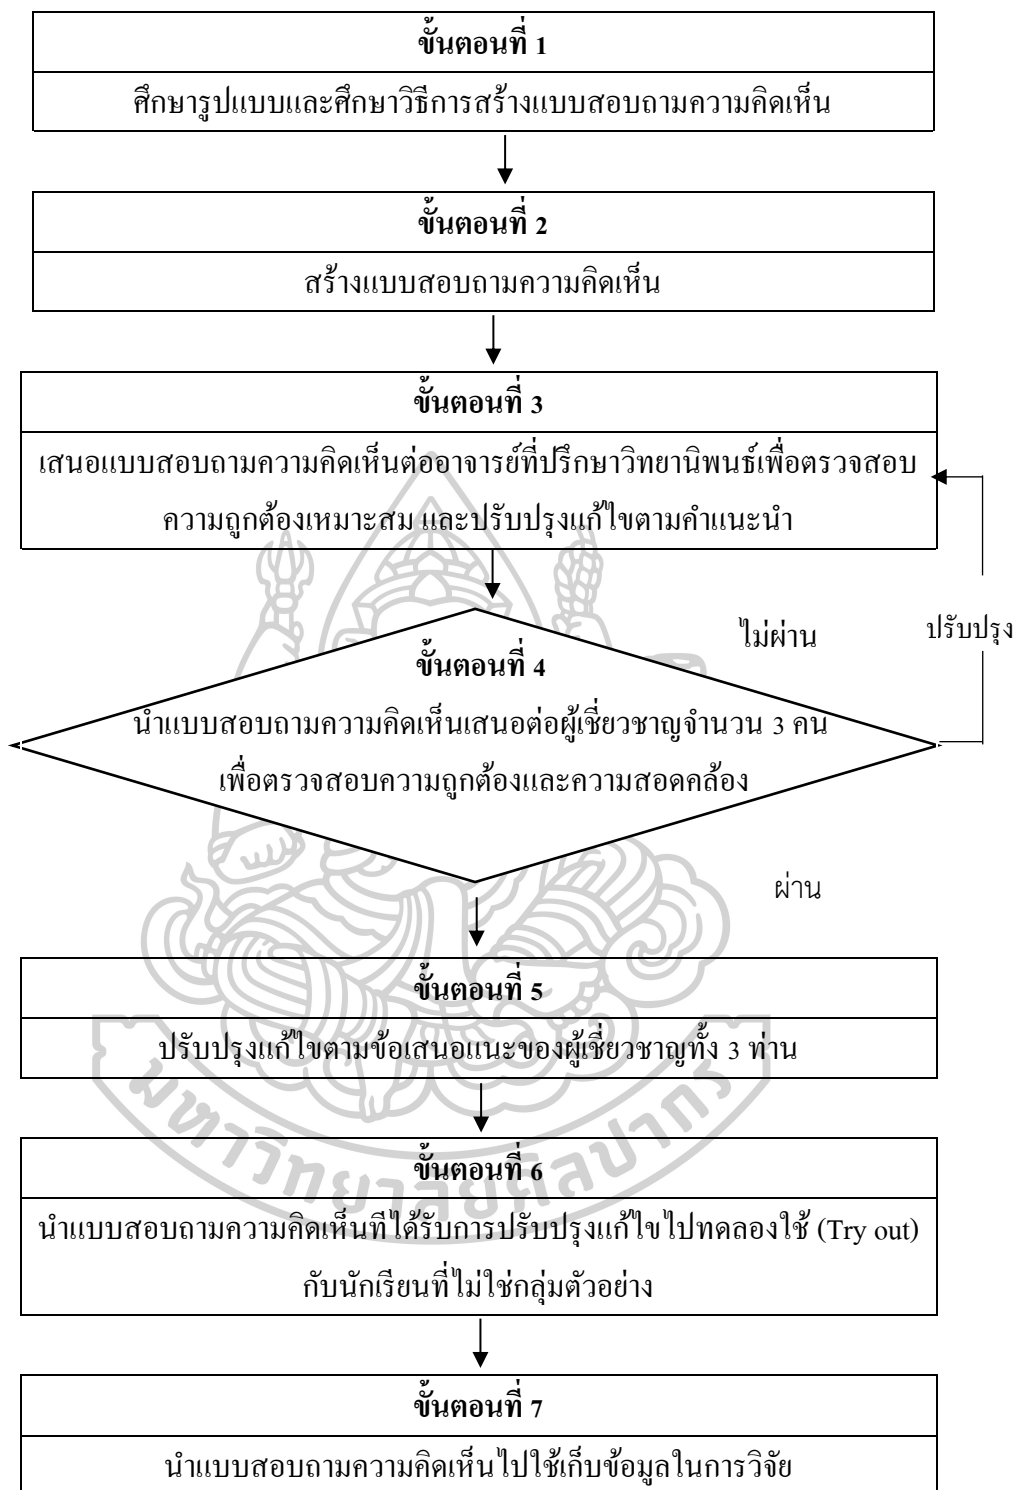 ขั้นตอนที่ 1
ศึกษารูปแบบและศึกษาวิธีการสร้างแบบสอบถามความคิดเห็น
ขั้นตอนที่ 2
สร้างแบบสอบถามความคิดเห็น
ขั้นตอนที่ 3
เสนอแบบสอบถามความคิดเห็นต่ออาจารย์ที่ปรึกษาวิทยานิพนธ์เพื่อตรวจสอบ
ความถูกต้องเหมาะสม และปรับปรุงแก้ไขตามคำแนะนำ
ไม่ผ่าน
ปรับปรุง
ขั้นตอนที่ 4
นำแบบสอบถามความคิดเห็นเสนอต่อผู้เชี่ยวชาญจำนวน 3 คน
เพื่อตรวจสอบความถูกต้องและความสอดคล้อง
ผ่าน
ขั้นตอนที่ 5
ปรับปรุงแก้ไขตามข้อเสนอแนะของผู้เชี่ยวชาญทั้ง 3 ท่าน
ขั้นตอนที่ 6
นำแบบสอบถามความคิดเห็นที่ได้รับการปรับปรุงแก้ไขไปทดลองใช้ (Try out)
กับนักเรียนที่ไม่ใช่กลุ่มตัวอย่าง
ขั้นตอนที่ 7
นำแบบสอบถามความคิดเห็นไปใช้เก็บข้อมูลในการวิจัย
มหาวิทยาลัยศิลปากร